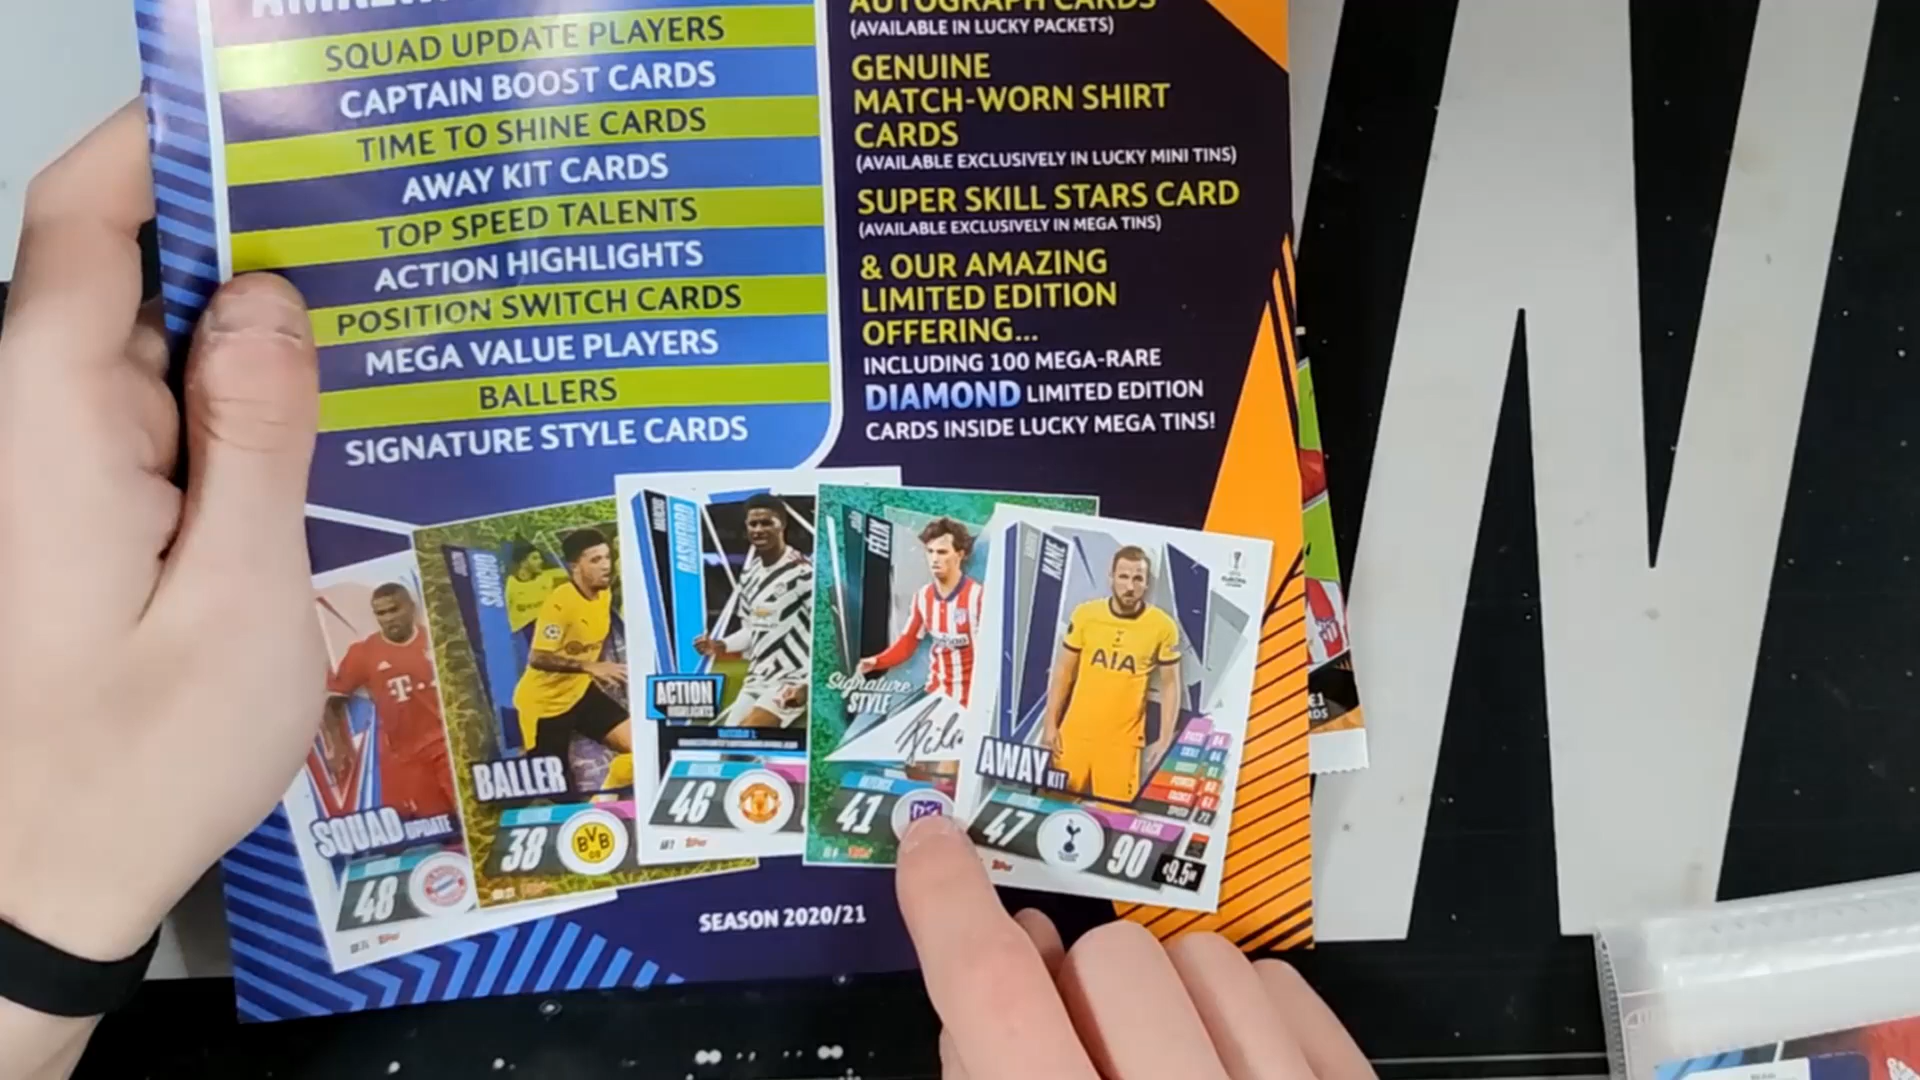 SQUAD UPDATE PLAYERS
CAPTAIN BOOST CARDS
TIME TO SHINE CARDS
AWAY KIT CARDS
TOP SPEED TALENTS
ACTION HIGHLIGHTS
POSITION SWITCH CARDS
MEGA VALUE PLAYERS
BALLERS
SIGNATURE STYLE CARDS
AUTOGRAPH CARDS
(AVAILABLE IN LUCKY PACKETS)
GENUINE
MATCH-WORN SHIRT
CARDS
(AVAILABLE EXCLUSIVELY IN LUCKY MINI TINS)
SUPER SKILL STARS CARD
(AVAILABLE EXCLUSIVELY IN MEGA TINS)
& OUR AMAZING
LIMITED EDITION
OFFERING...
INCLUDING 100 MEGA-RARE
DIAMOND LIMITED EDITION
CARDS INSIDE LUCKY MEGA TINS!
SQUAD UPDATE
48
SANCHO
BALLER
38
BVB
09
RASHFORD
ACTION
HIGHLIGHTS
46
FÉLIX
Signature
STYLE
41
KANE
AIA
AWAY KIT
47
ATTACK
90
9.5
SEASON 2020/21